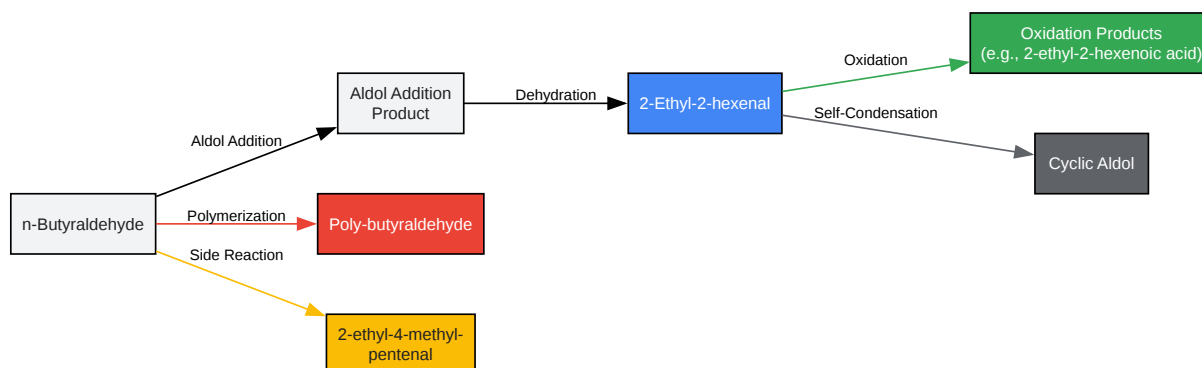 Oxidation Products
(e.g., 2-ethyl-2-hexenoic acid)
Oxidation
Aldol Addition
Product
Dehydration
2-Ethyl-2-hexenal
Self-Condensation
Aldol Addition
Cyclic Aldol
n-Butyraldehyde
Polymerization
Poly-butyraldehyde
Side Reaction
2-ethyl-4-methyl-
pentenal